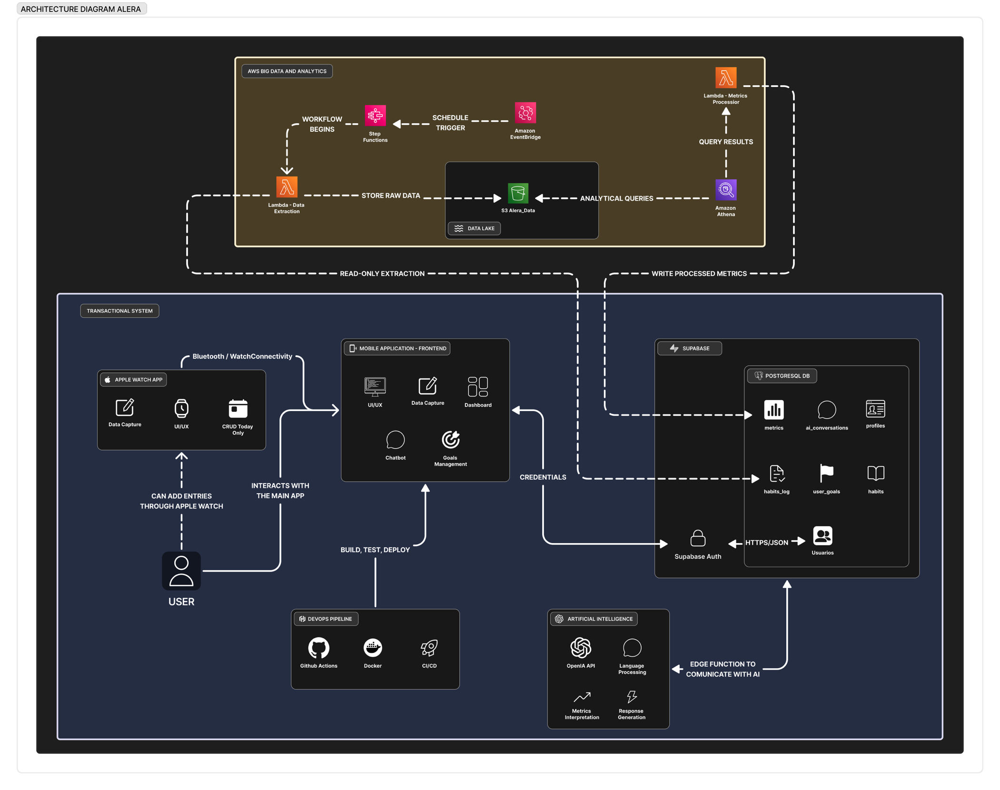 ARCHITECTURE DIAGRAM ALERA
AWS BIG DATA AND ANALYTICS
Lambda - Metrics
Processior
WORKFLOW
BEGINS
Step
Functions
SCHEDULE
TRIGGER
Amazon
EventBridge
QUERY RESULTS
Lambda - Data
Extraction
STORE RAW DATA
S3 Alera_Data
ANALYTICAL QUERIES
Amazon
Athena
DATA LAKE
READ-ONLY EXTRACTION
WRITE PROCESSED METRICS
TRANSACTIONAL SYSTEM
Bluetooth / WatchConnectivity
APPLE WATCH APP
Data Capture
UI/UX
CRUD Today
Only
MOBILE APPLICATION - FRONTEND
UI/UX
Data Capture
Dashboard
Chatbot
Goals
Management
SUPABASE
POSTGRESQL DB
metrics
ai_conversations
profiles
habits_log
user_goals
habits
Supabase Auth
HTTPS/JSON
Usuarios
CREDENTIALS
INTERACTS WITH
THE MAIN APP
CAN ADD ENTRIES
THROUGH APPLE WATCH
USER
BUILD, TEST, DEPLOY
DEVOPS PIPELINE
Github Actions
Docker
CI/CD
ARTIFICIAL INTELLIGENCE
OpenIA API
Language
Processing
Metrics
Interpretation
Response
Generation
EDGE FUNCTION TO
COMUNICATE WITH AI